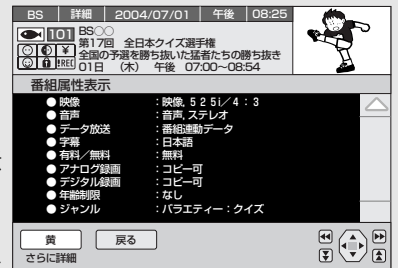 BS 詳細 2004/07/01 午後 08:25
101 BS○○
第17回 全日本クイズ選手権
全国の予選を勝ち抜いた猛者たちの勝ち抜き
01日 (木) 午後 07:00~08:54
¥
!REC
番組属性表示
● 映像 :映像, 525i/4:3
● 音声 :音声, ステレオ
● データ放送 :番組連動データ
● 字幕 :日本語
● 有料/無料 :無料
● アナログ録画 :コピー可
● デジタル録画 :コピー可
● 年齢制限 :なし
● ジャンル :バラエティー:クイズ
黄 戻る
さらに詳細